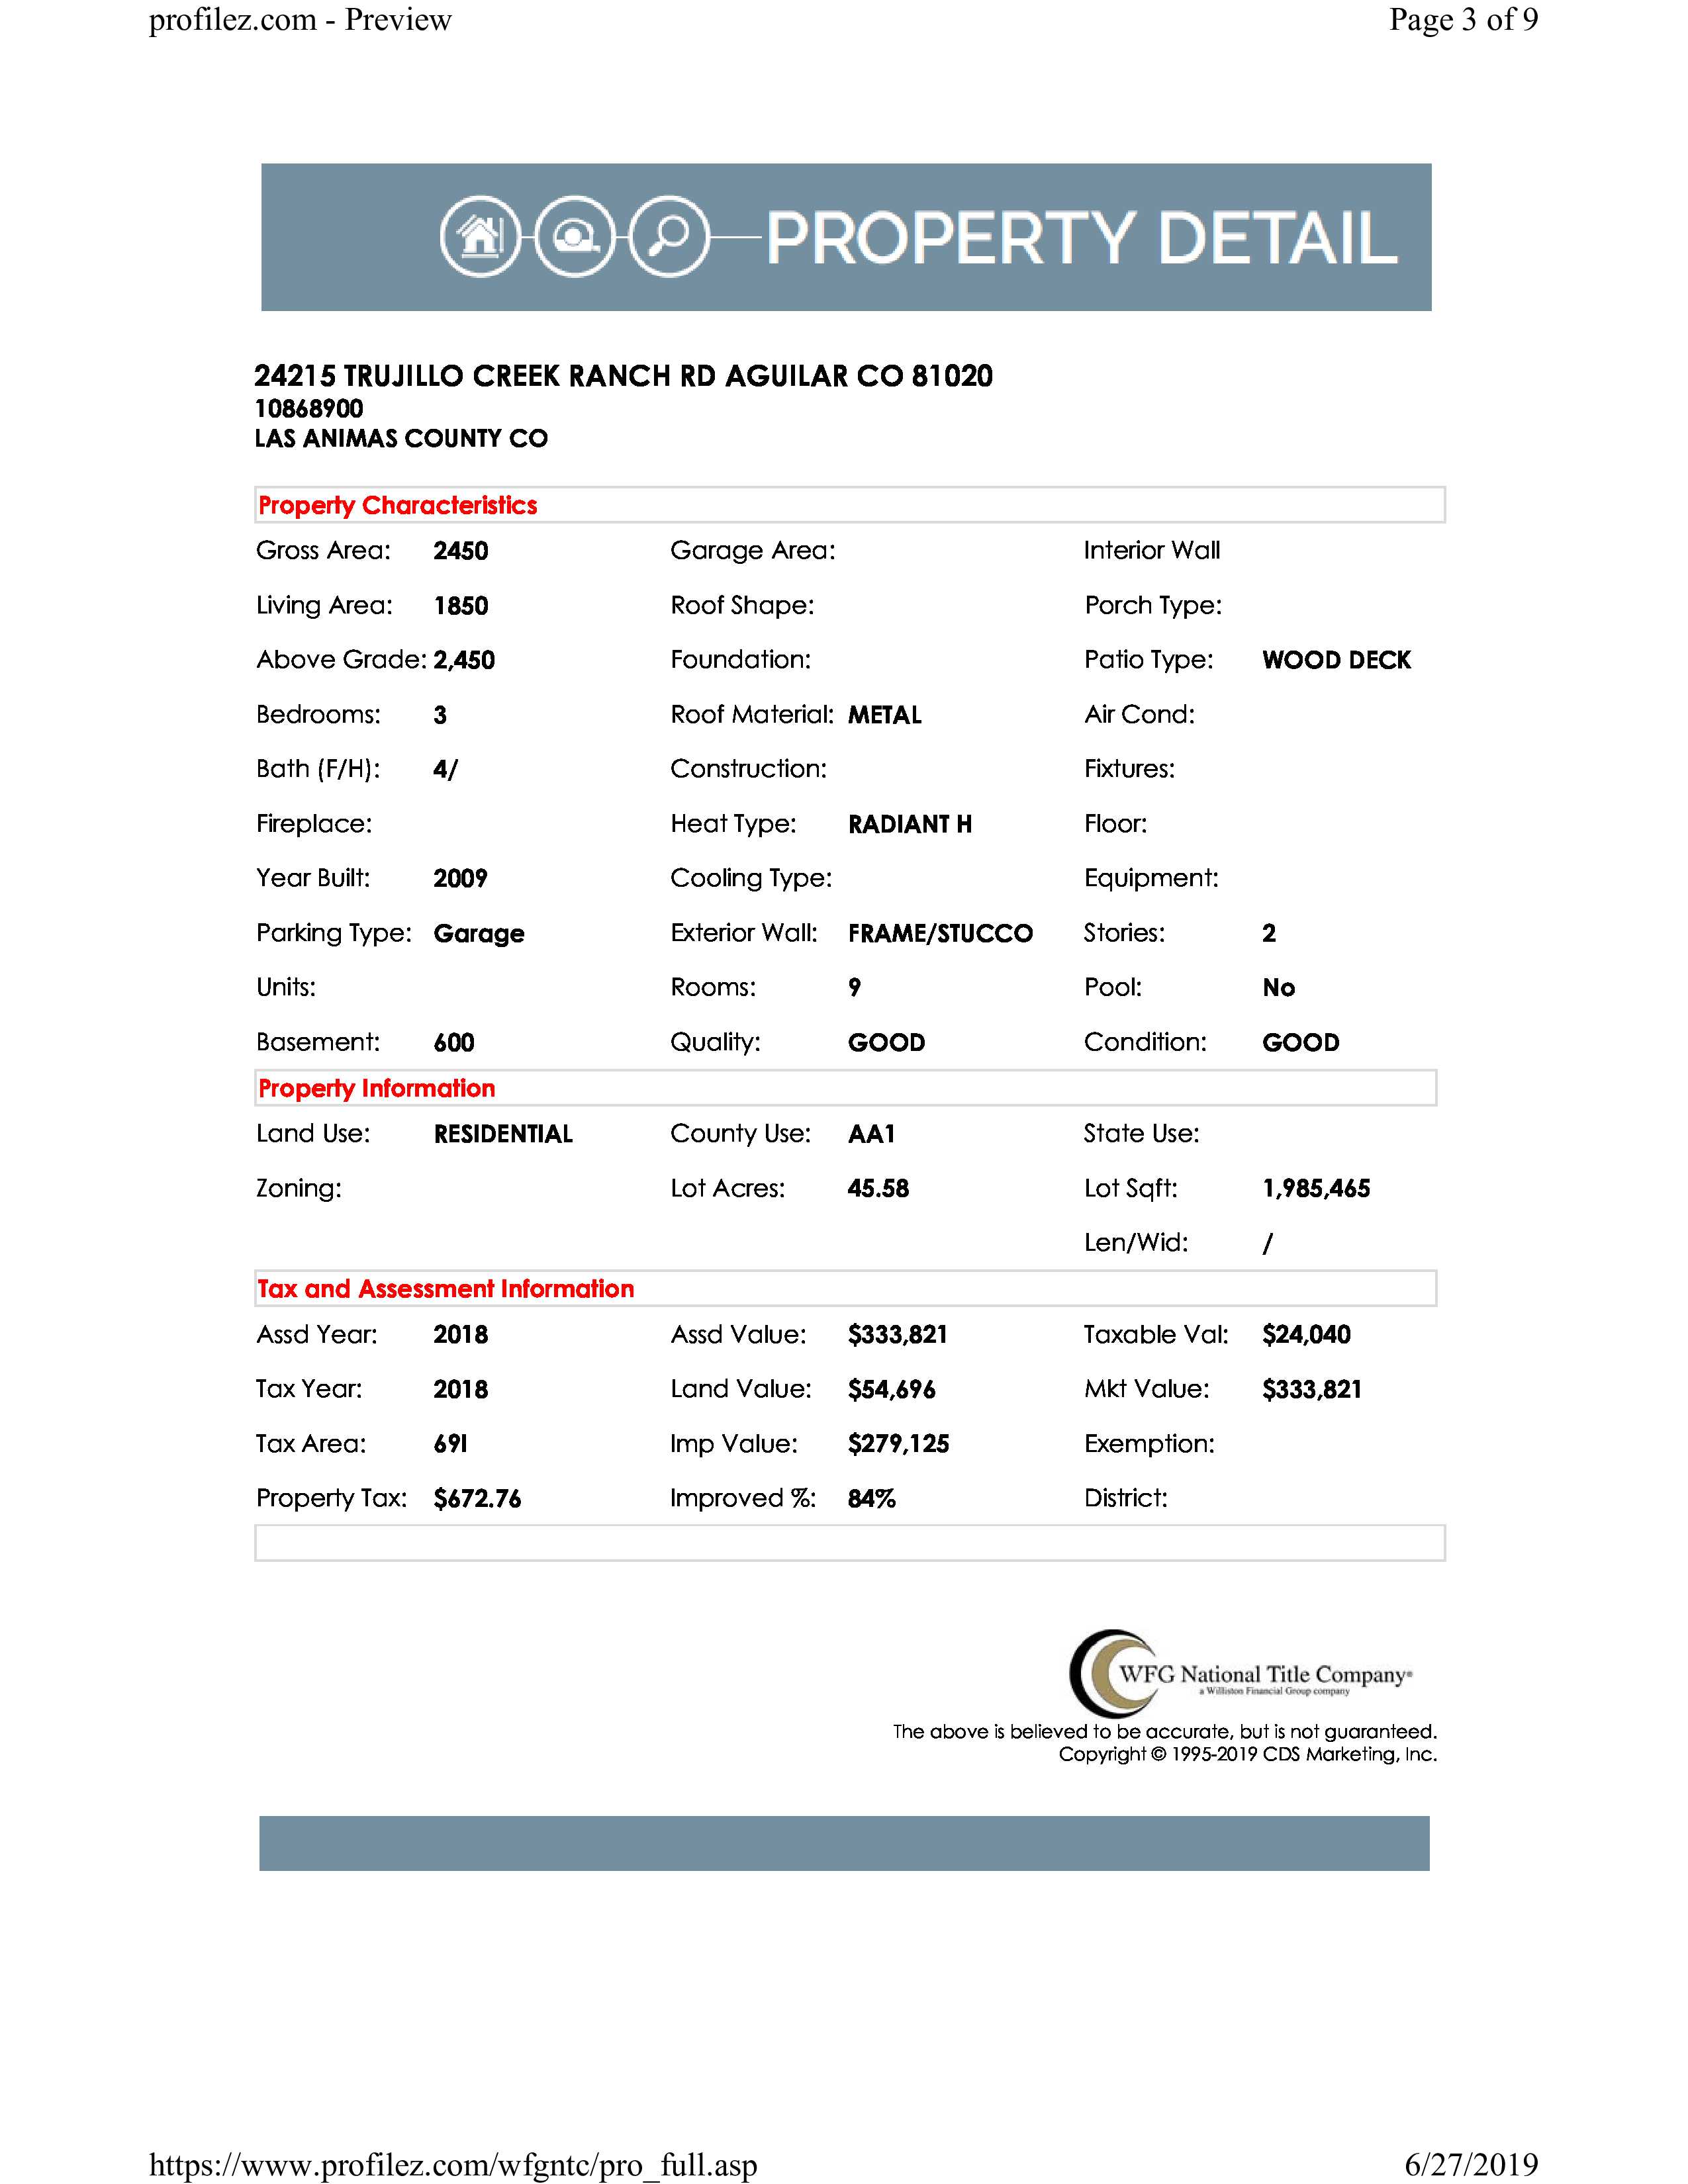 profilez.com - Preview Page 3 of 9
PROPERTY DETAIL
24215 TRUJILLO CREEK RANCH RD AGUILAR CO 81020
10868900
LAS ANIMAS COUNTY CO
Property Characteristics
Gross Area: 2450 Garage Area: Interior Wall
Living Area: 1850 Roof Shape: Porch Type:
Above Grade: 2,450 Foundation: Patio Type: WOOD DECK
Bedrooms: 3 Roof Material: METAL Air Cond:
Bath (F/H): 4/ Construction: Fixtures:
Fireplace: Heat Type: RADIANT H Floor:
Year Built: 2009 Cooling Type: Equipment:
Parking Type: Garage Exterior Wall: FRAME/STUCCO Stories: 2
Units: Rooms: 9 Pool: No
Basement: 600 Quality: GOOD Condition: GOOD
Property Information
Land Use: RESIDENTIAL County Use: AA1 State Use:
Zoning: Lot Acres: 45.58 Lot Sqft: 1,985,465
Len/Wid: /
Tax and Assessment Information
Assd Year: 2018 Assd Value: $333,821 Taxable Val: $24,040
Tax Year: 2018 Land Value: $54,696 Mkt Value: $333,821
Tax Area: 69I Imp Value: $279,125 Exemption:
Property Tax: $672.76 Improved %: 84% District:
WFG National Title Company®
a Williston Financial Group company
The above is believed to be accurate, but is not guaranteed.
Copyright © 1995-2019 CDS Marketing, Inc.
https://www.profilez.com/wfgntc/pro_full.asp 6/27/2019